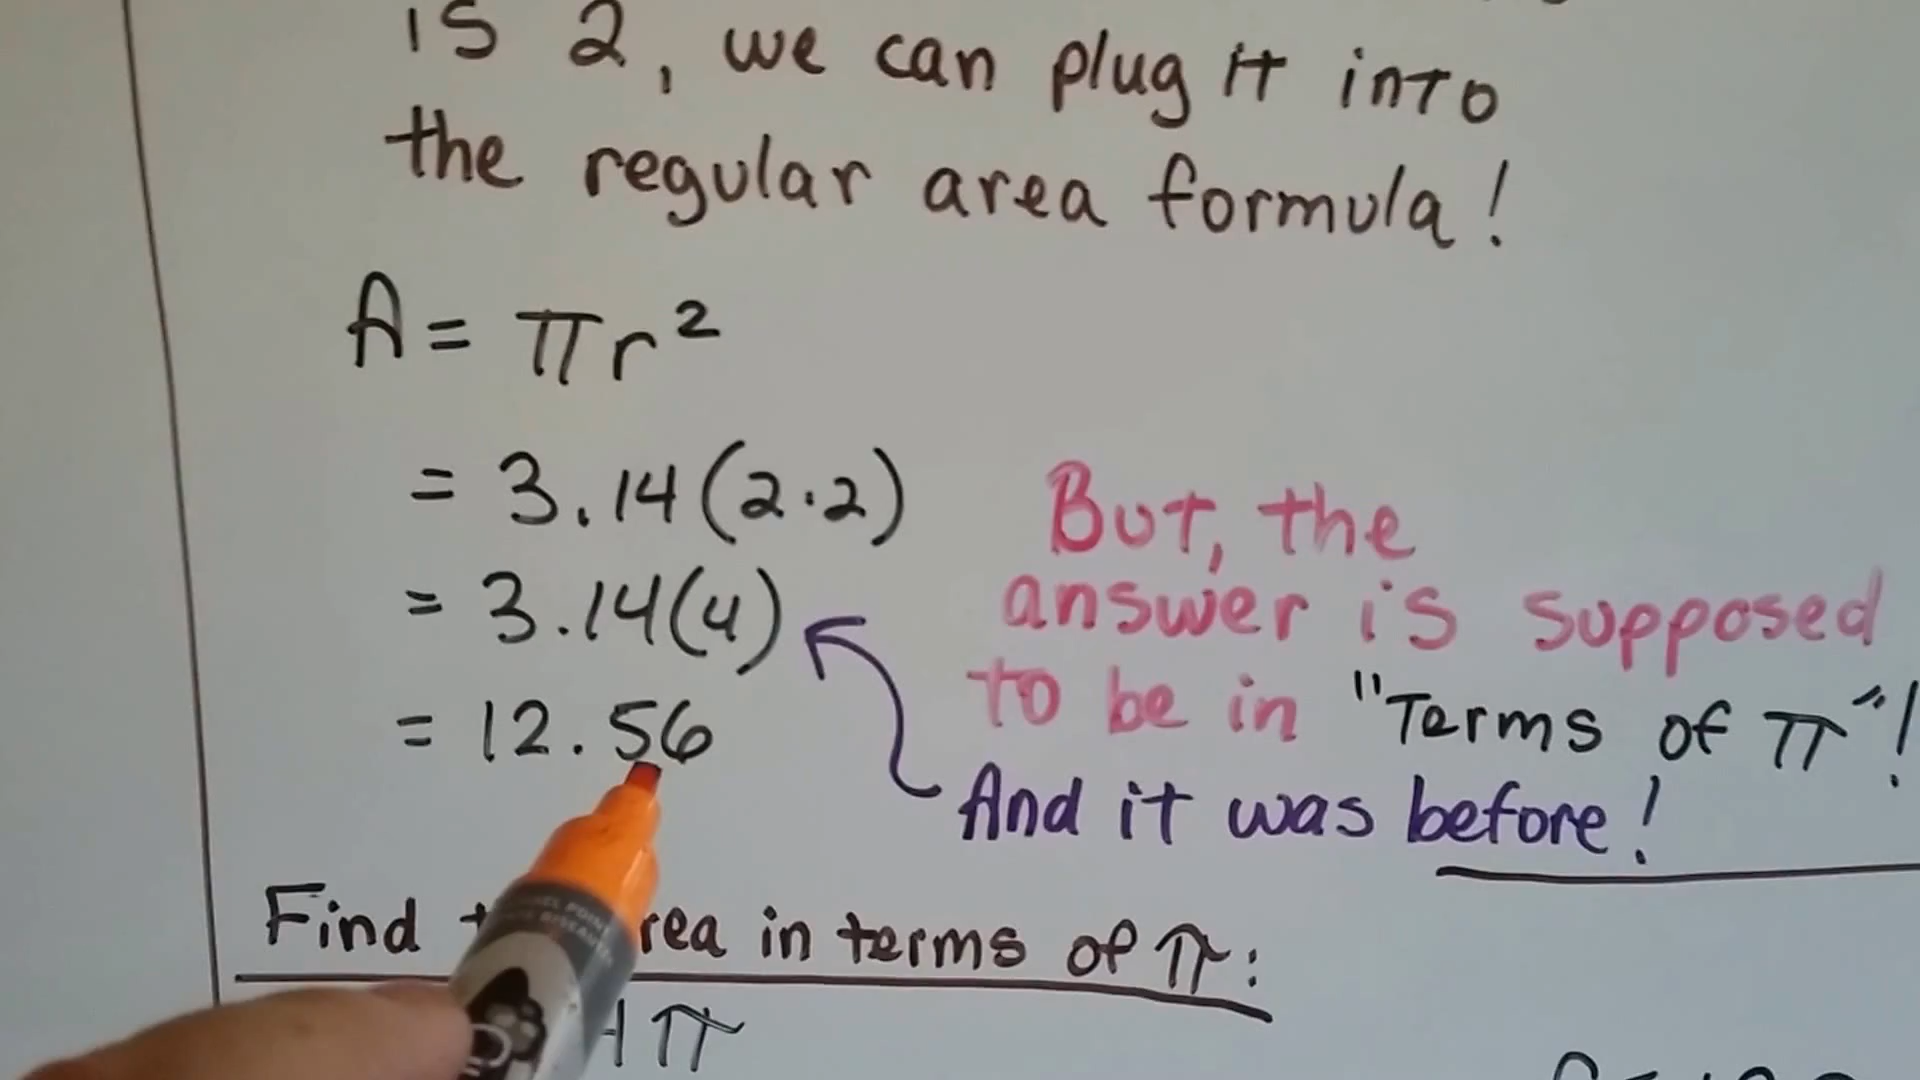 is 2, we can plug it into
the regular area formula!
A = πr²
= 3.14(2·2)
= 3.14(4)
= 12.56
But, the
answer is supposed
to be in "Terms of π"!
And it was before!
Find area in terms of π:
π